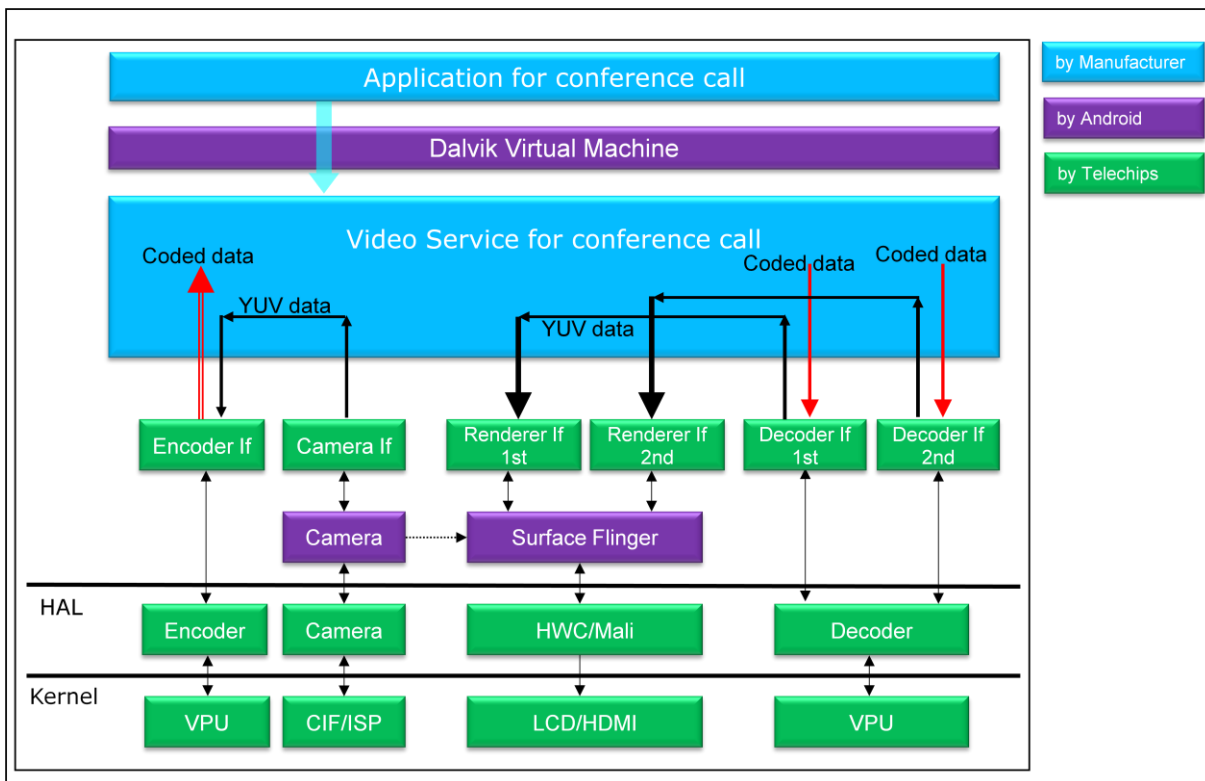 Application for conference call
by Manufacturer
by Android
by Telechips
Dalvik Virtual Machine
Video Service for conference call
Coded data
Coded data
Coded data
YUV data
YUV data
Encoder If
Camera If
Renderer If
1st
Renderer If
2nd
Decoder If
1st
Decoder If
2nd
Camera
Surface Flinger
HAL
Encoder
Camera
HWC/Mali
Decoder
Kernel
VPU
CIF/ISP
LCD/HDMI
VPU